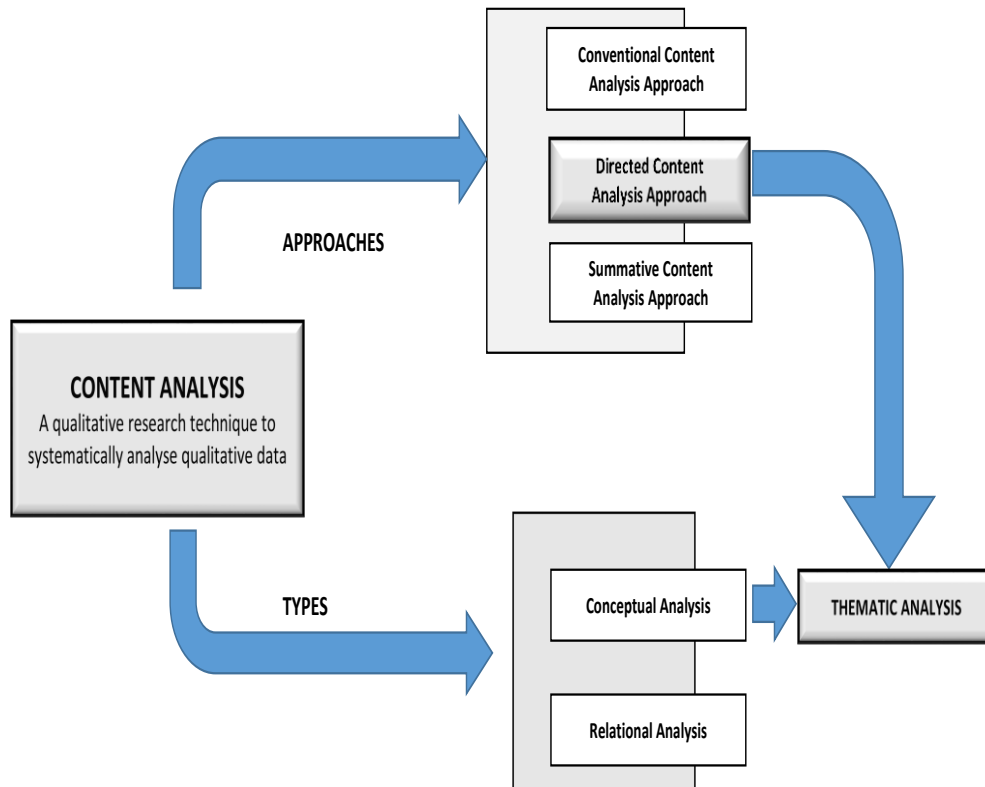 Conventional Content
Analysis Approach
Directed Content
Analysis Approach
APPROACHES
Summative Content
Analysis Approach
CONTENT ANALYSIS
A qualitative research technique to
systematically analyse qualitative data
TYPES
Conceptual Analysis
THEMATIC ANALYSIS
Relational Analysis